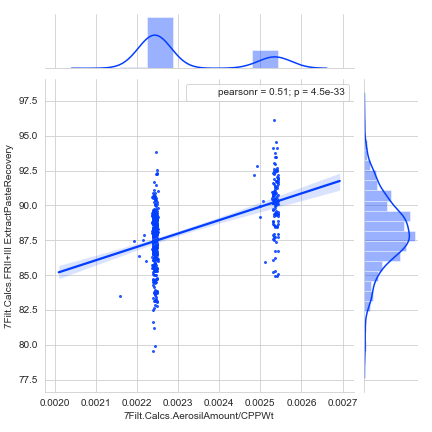 pearsonr = 0.51; p = 4.5e-33
97.5
95.0
92.5
90.0
87.5
85.0
82.5
80.0
77.5
7Filt.Calcs.FRII+III ExtractPasteRecovery
0.0020 0.0021 0.0022 0.0023 0.0024 0.0025 0.0026 0.0027
7Filt.Calcs.AerosilAmount/CPPWt